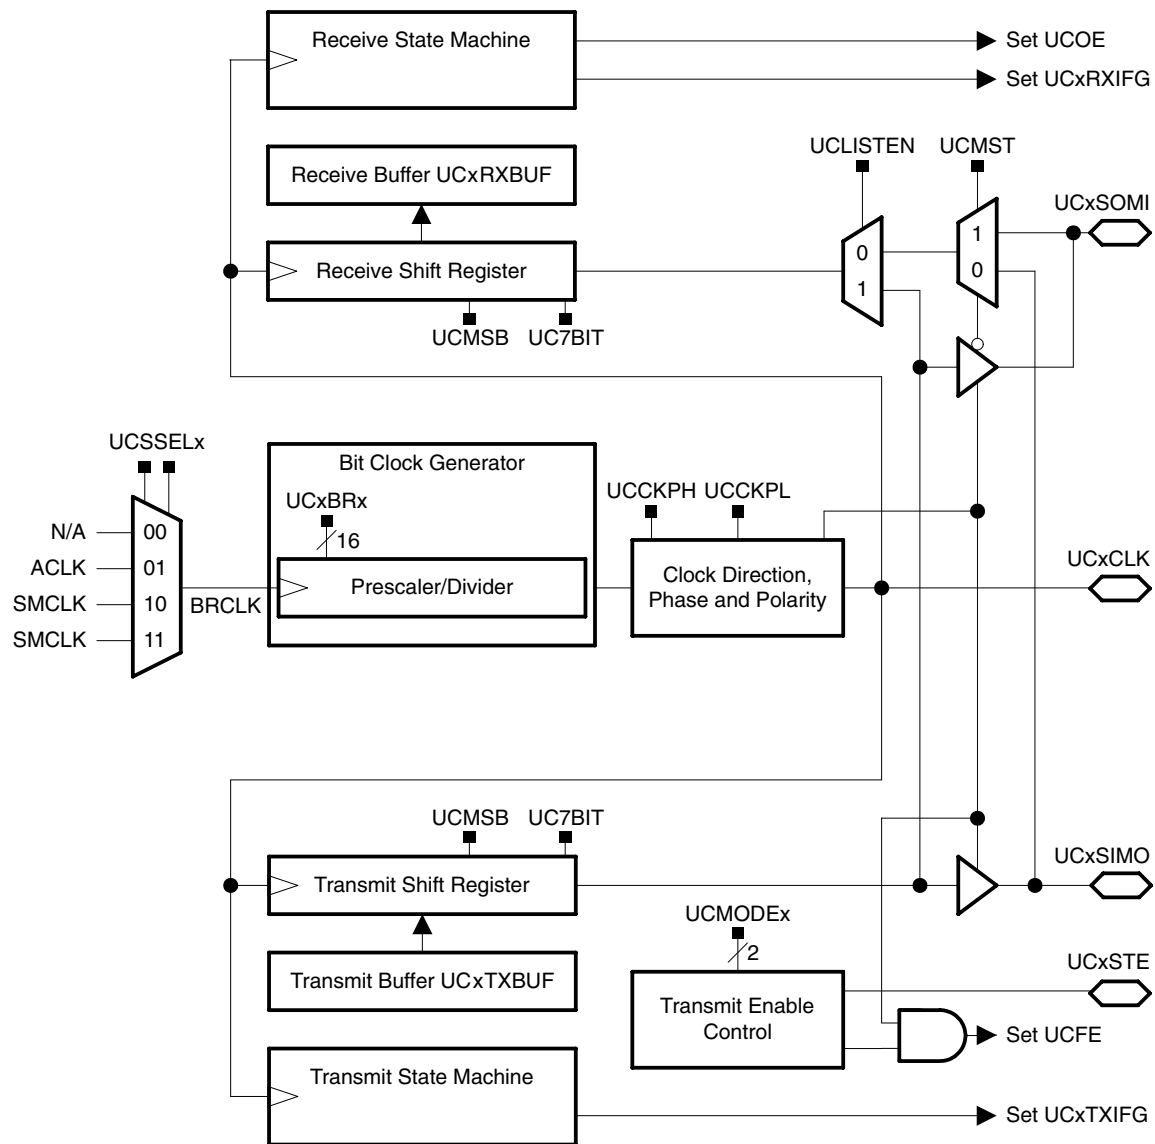 Receive State Machine
Set UCOE
Set UCxRXIFG
UCLISTEN
UCMST
Receive Buffer UCxRXBUF
UCxSOMI
1
0
0
1
Receive Shift Register
UCMSB
UC7BIT
UCSSELx
Bit Clock Generator
UCxBRx
16
UCCKPH
UCCKPL
N/A
00
ACLK
01
SMCLK
10
SMCLK
11
BRCLK
Prescaler/Divider
Clock Direction,
Phase and Polarity
UCxCLK
UCMSB
UC7BIT
Transmit Shift Register
UCxSIMO
UCMODEx
2
Transmit Buffer UCxTXBUF
UCxSTE
Transmit Enable
Control
Set UCFE
Transmit State Machine
Set UCxTXIFG